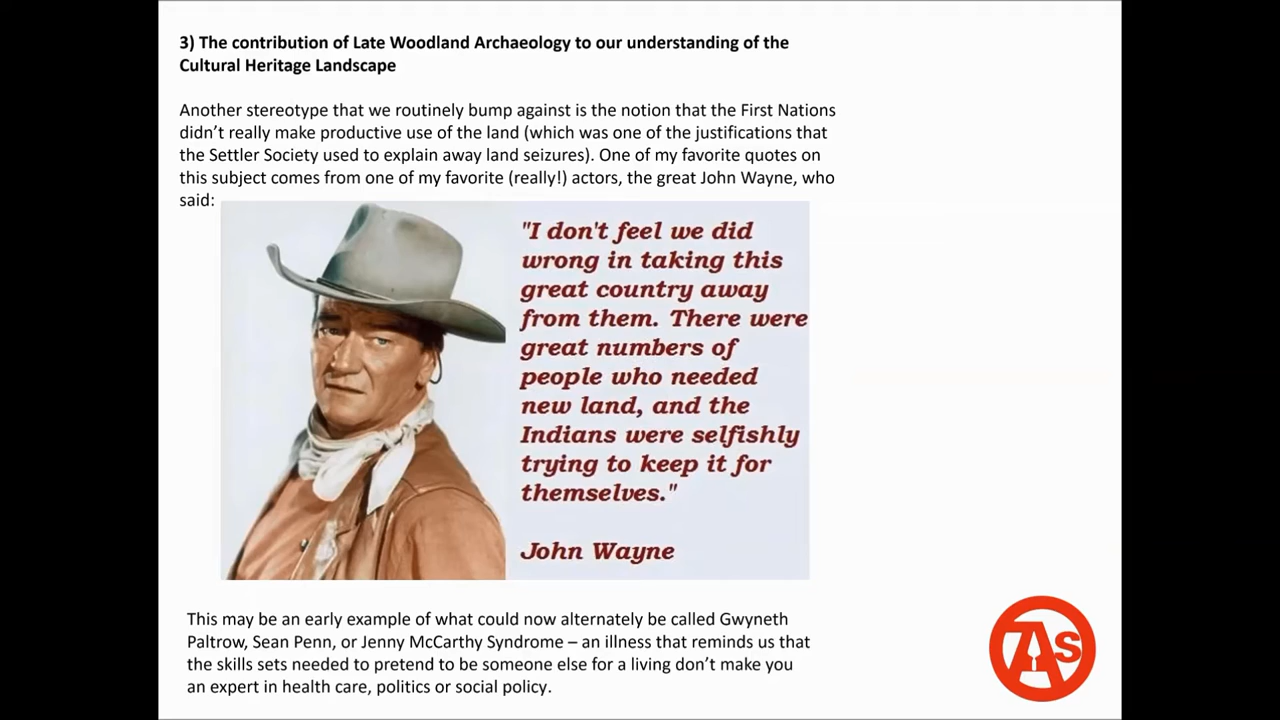 3) The contribution of Late Woodland Archaeology to our understanding of the
Cultural Heritage Landscape
Another stereotype that we routinely bump against is the notion that the First Nations
didn’t really make productive use of the land (which was one of the justifications that
the Settler Society used to explain away land seizures). One of my favorite quotes on
this subject comes from one of my favorite (really!) actors, the great John Wayne, who
said:
"I don't feel we did
wrong in taking this
great country away
from them. There were
great numbers of
people who needed
new land, and the
Indians were selfishly
trying to keep it for
themselves."
John Wayne
This may be an early example of what could now alternately be called Gwyneth
Paltrow, Sean Penn, or Jenny McCarthy Syndrome – an illness that reminds us that
the skills sets needed to pretend to be someone else for a living don’t make you
an expert in health care, politics or social policy.
7As